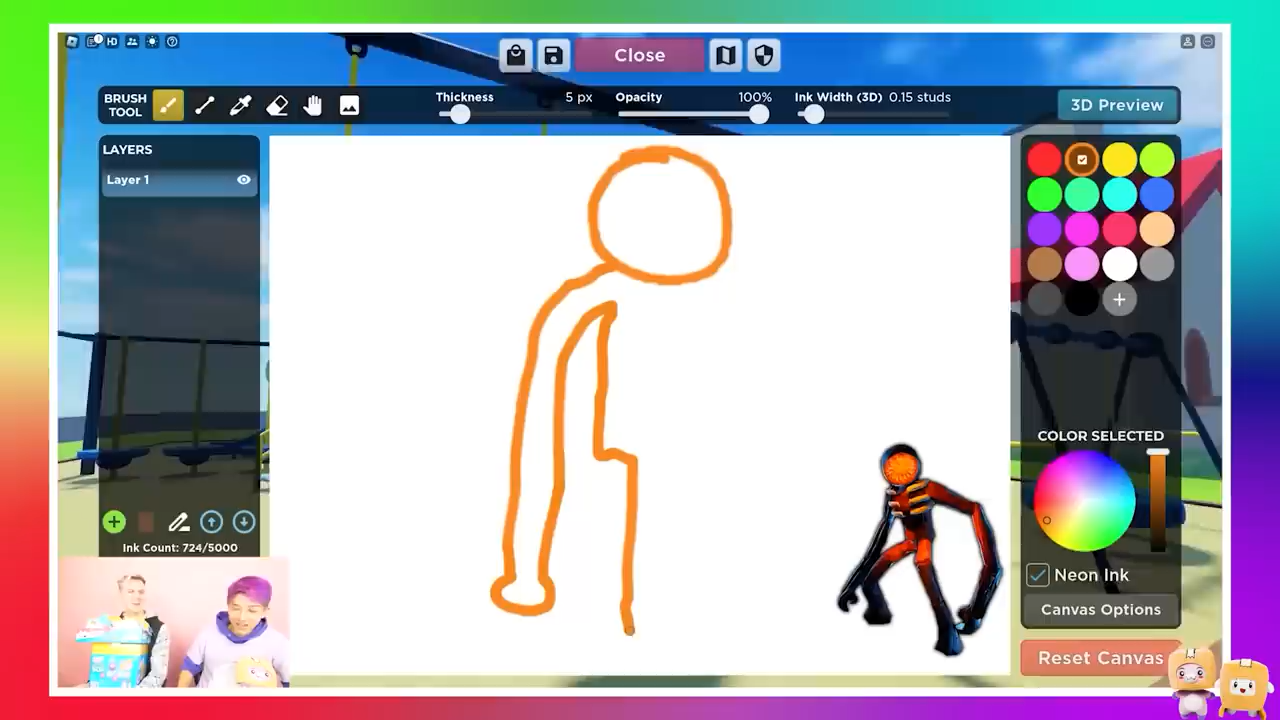 HD
Close
BRUSH
TOOL
Thickness 5 px
Opacity 100%
Ink Width (3D) 0.15 studs
3D Preview
LAYERS
Layer 1
COLOR SELECTED
Ink Count: 724/5000
Neon Ink
Canvas Options
Reset Canvas